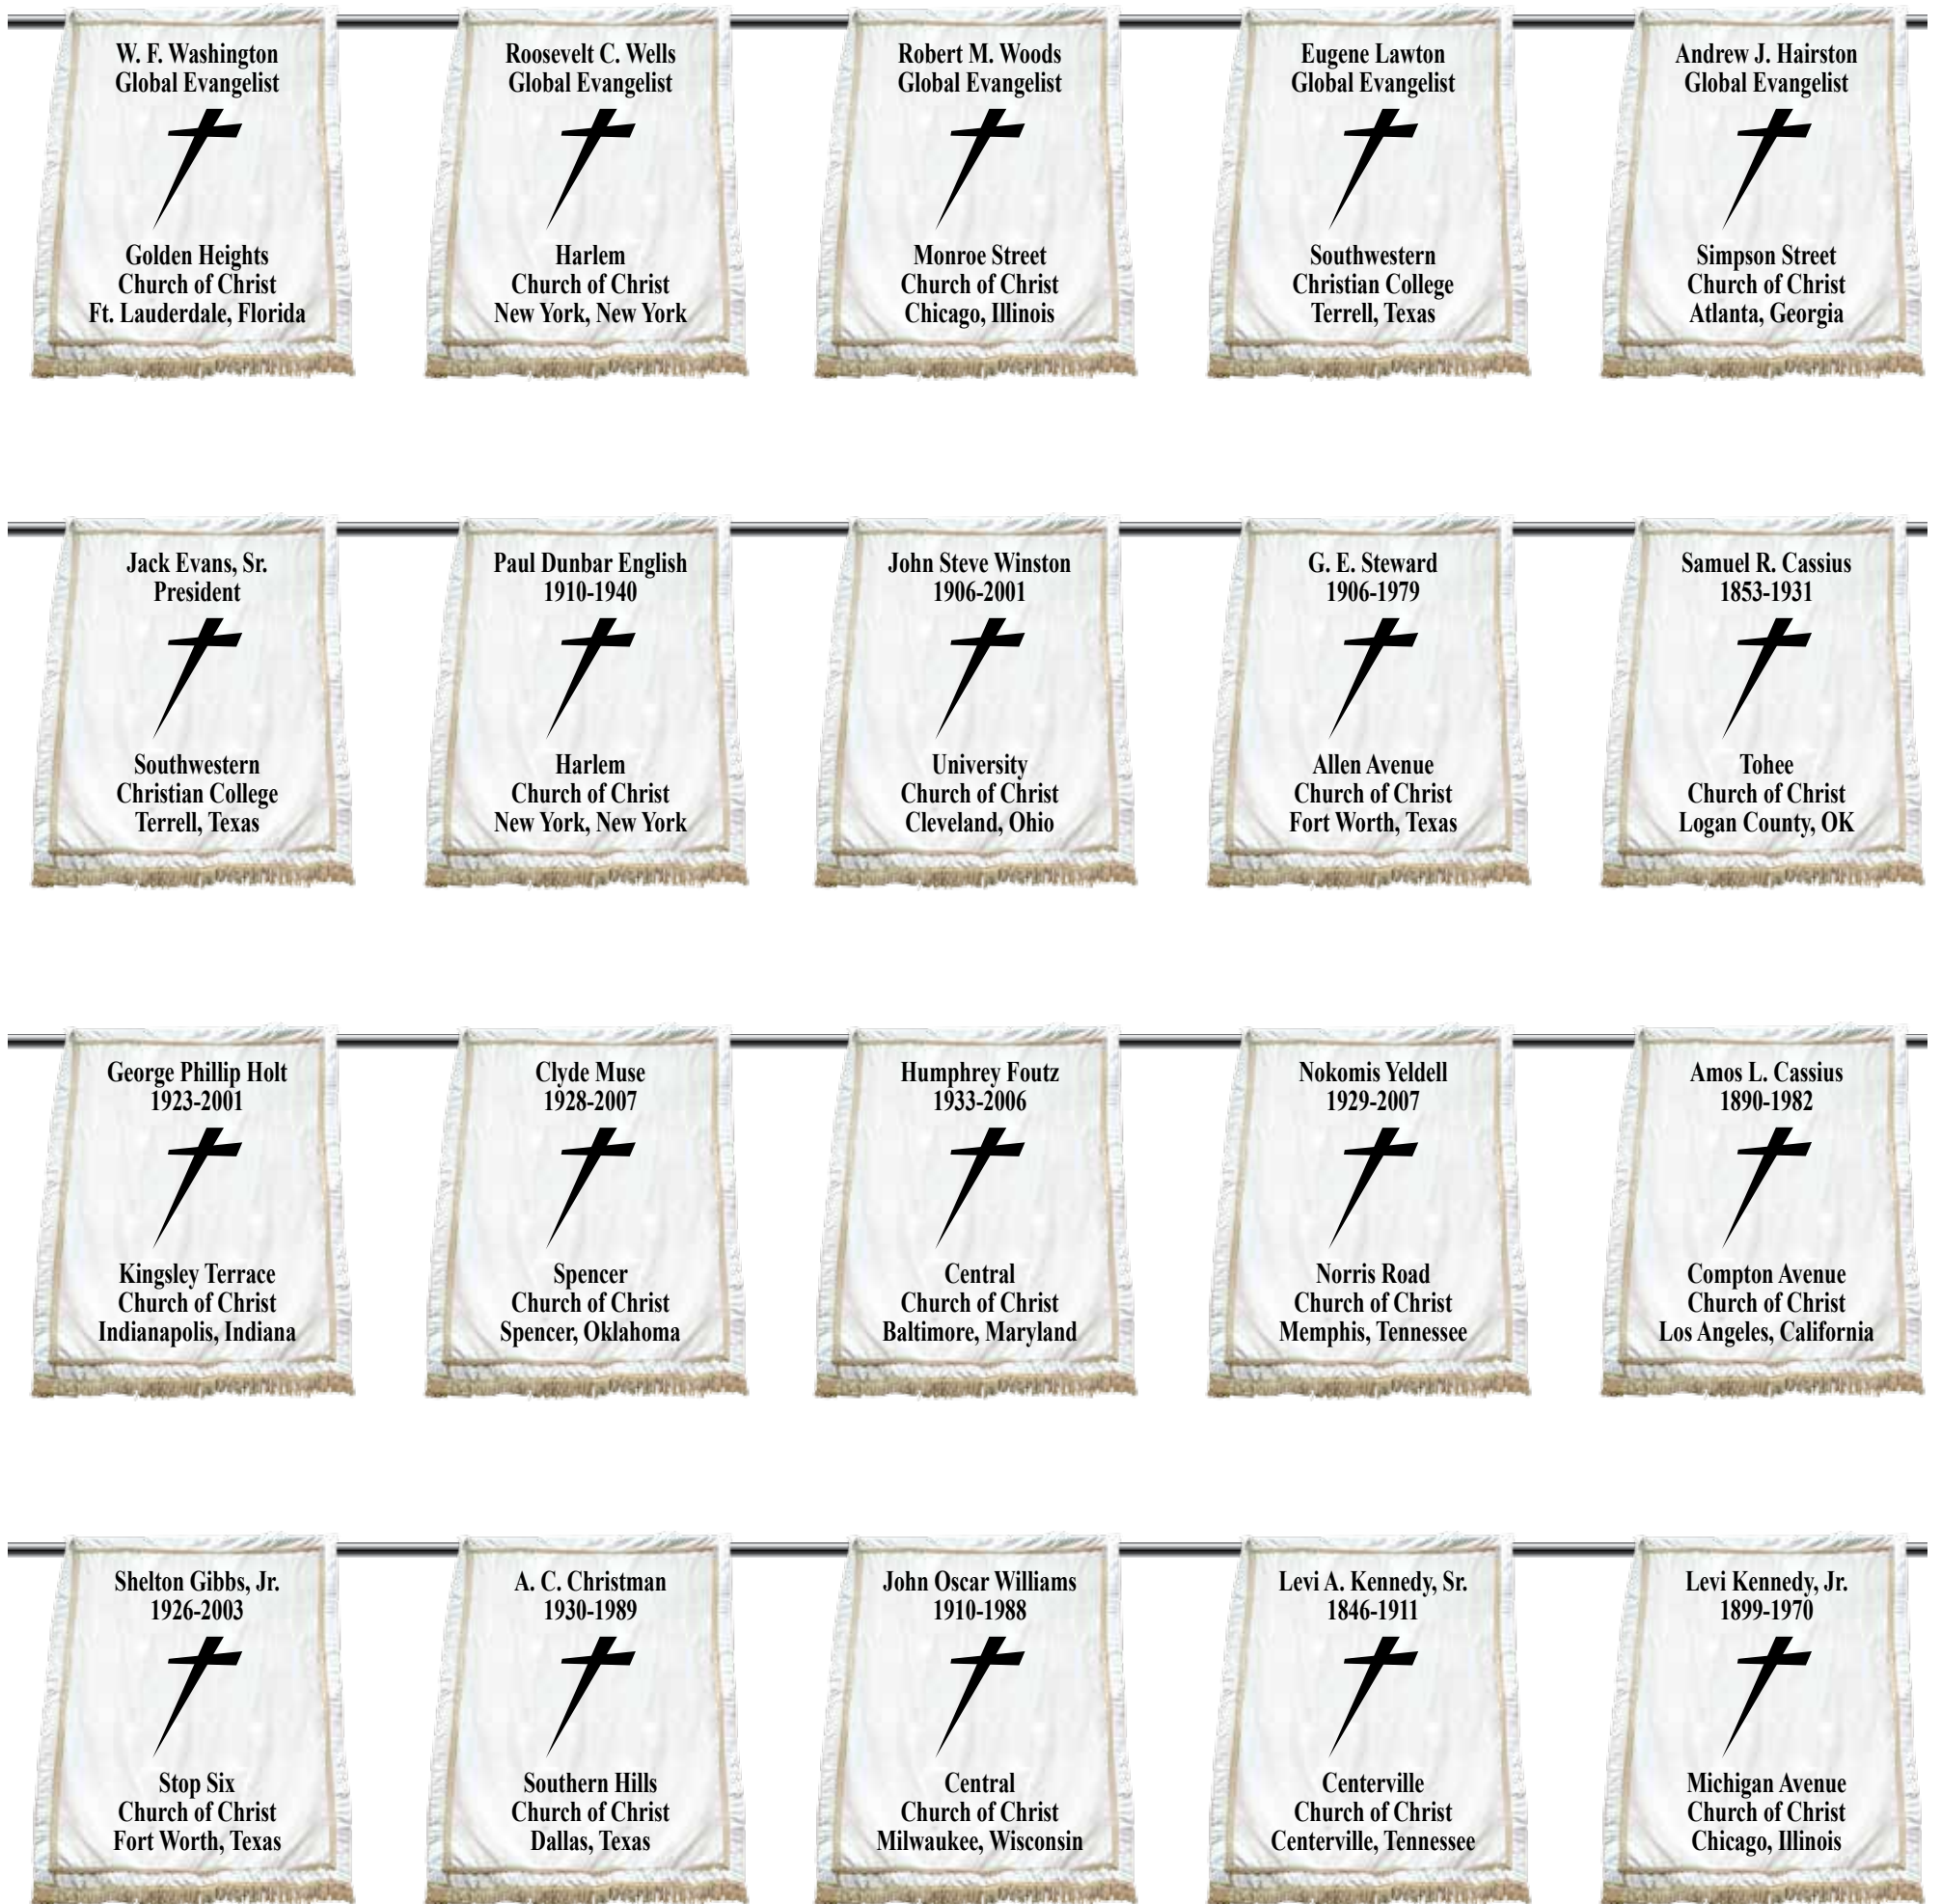 W. F. Washington
Global Evangelist
Golden Heights
Church of Christ
Ft. Lauderdale, Florida
Roosevelt C. Wells
Global Evangelist
Harlem
Church of Christ
New York, New York
Robert M. Woods
Global Evangelist
Monroe Street
Church of Christ
Chicago, Illinois
Eugene Lawton
Global Evangelist
Southwestern
Christian College
Terrell, Texas
Andrew J. Hairston
Global Evangelist
Simpson Street
Church of Christ
Atlanta, Georgia
Jack Evans, Sr.
President
Southwestern
Christian College
Terrell, Texas
Paul Dunbar English
1910-1940
Harlem
Church of Christ
New York, New York
John Steve Winston
1906-2001
University
Church of Christ
Cleveland, Ohio
G. E. Steward
1906-1979
Allen Avenue
Church of Christ
Fort Worth, Texas
Samuel R. Cassius
1853-1931
Tohee
Church of Christ
Logan County, OK
George Phillip Holt
1923-2001
Kingsley Terrace
Church of Christ
Indianapolis, Indiana
Clyde Muse
1928-2007
Spencer
Church of Christ
Spencer, Oklahoma
Humphrey Foutz
1933-2006
Central
Church of Christ
Baltimore, Maryland
Nokomis Yeldell
1929-2007
Norris Road
Church of Christ
Memphis, Tennessee
Amos L. Cassius
1890-1982
Compton Avenue
Church of Christ
Los Angeles, California
Shelton Gibbs, Jr.
1926-2003
Stop Six
Church of Christ
Fort Worth, Texas
A. C. Christman
1930-1989
Southern Hills
Church of Christ
Dallas, Texas
John Oscar Williams
1910-1988
Central
Church of Christ
Milwaukee, Wisconsin
Levi A. Kennedy, Sr.
1846-1911
Centerville
Church of Christ
Centerville, Tennessee
Levi Kennedy, Jr.
1899-1970
Michigan Avenue
Church of Christ
Chicago, Illinois